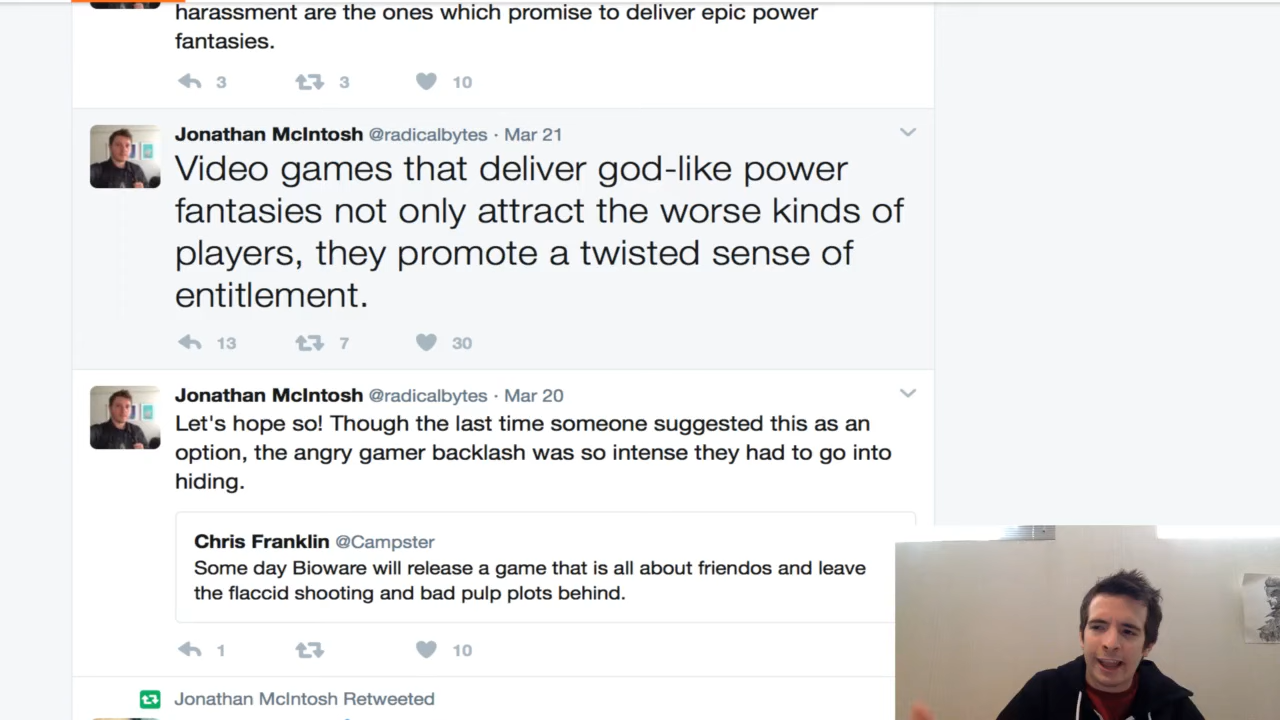 harassment are the ones which promise to deliver epic power
fantasies.
3 3 10
Jonathan McIntosh @radicalbytes · Mar 21
Video games that deliver god-like power
fantasies not only attract the worse kinds of
players, they promote a twisted sense of
entitlement.
13 7 30
Jonathan McIntosh @radicalbytes · Mar 20
Let's hope so! Though the last time someone suggested this as an
option, the angry gamer backlash was so intense they had to go into
hiding.
Chris Franklin @Campster
Some day Bioware will release a game that is all about friendos and leave
the flaccid shooting and bad pulp plots behind.
1 10
Jonathan McIntosh Retweeted